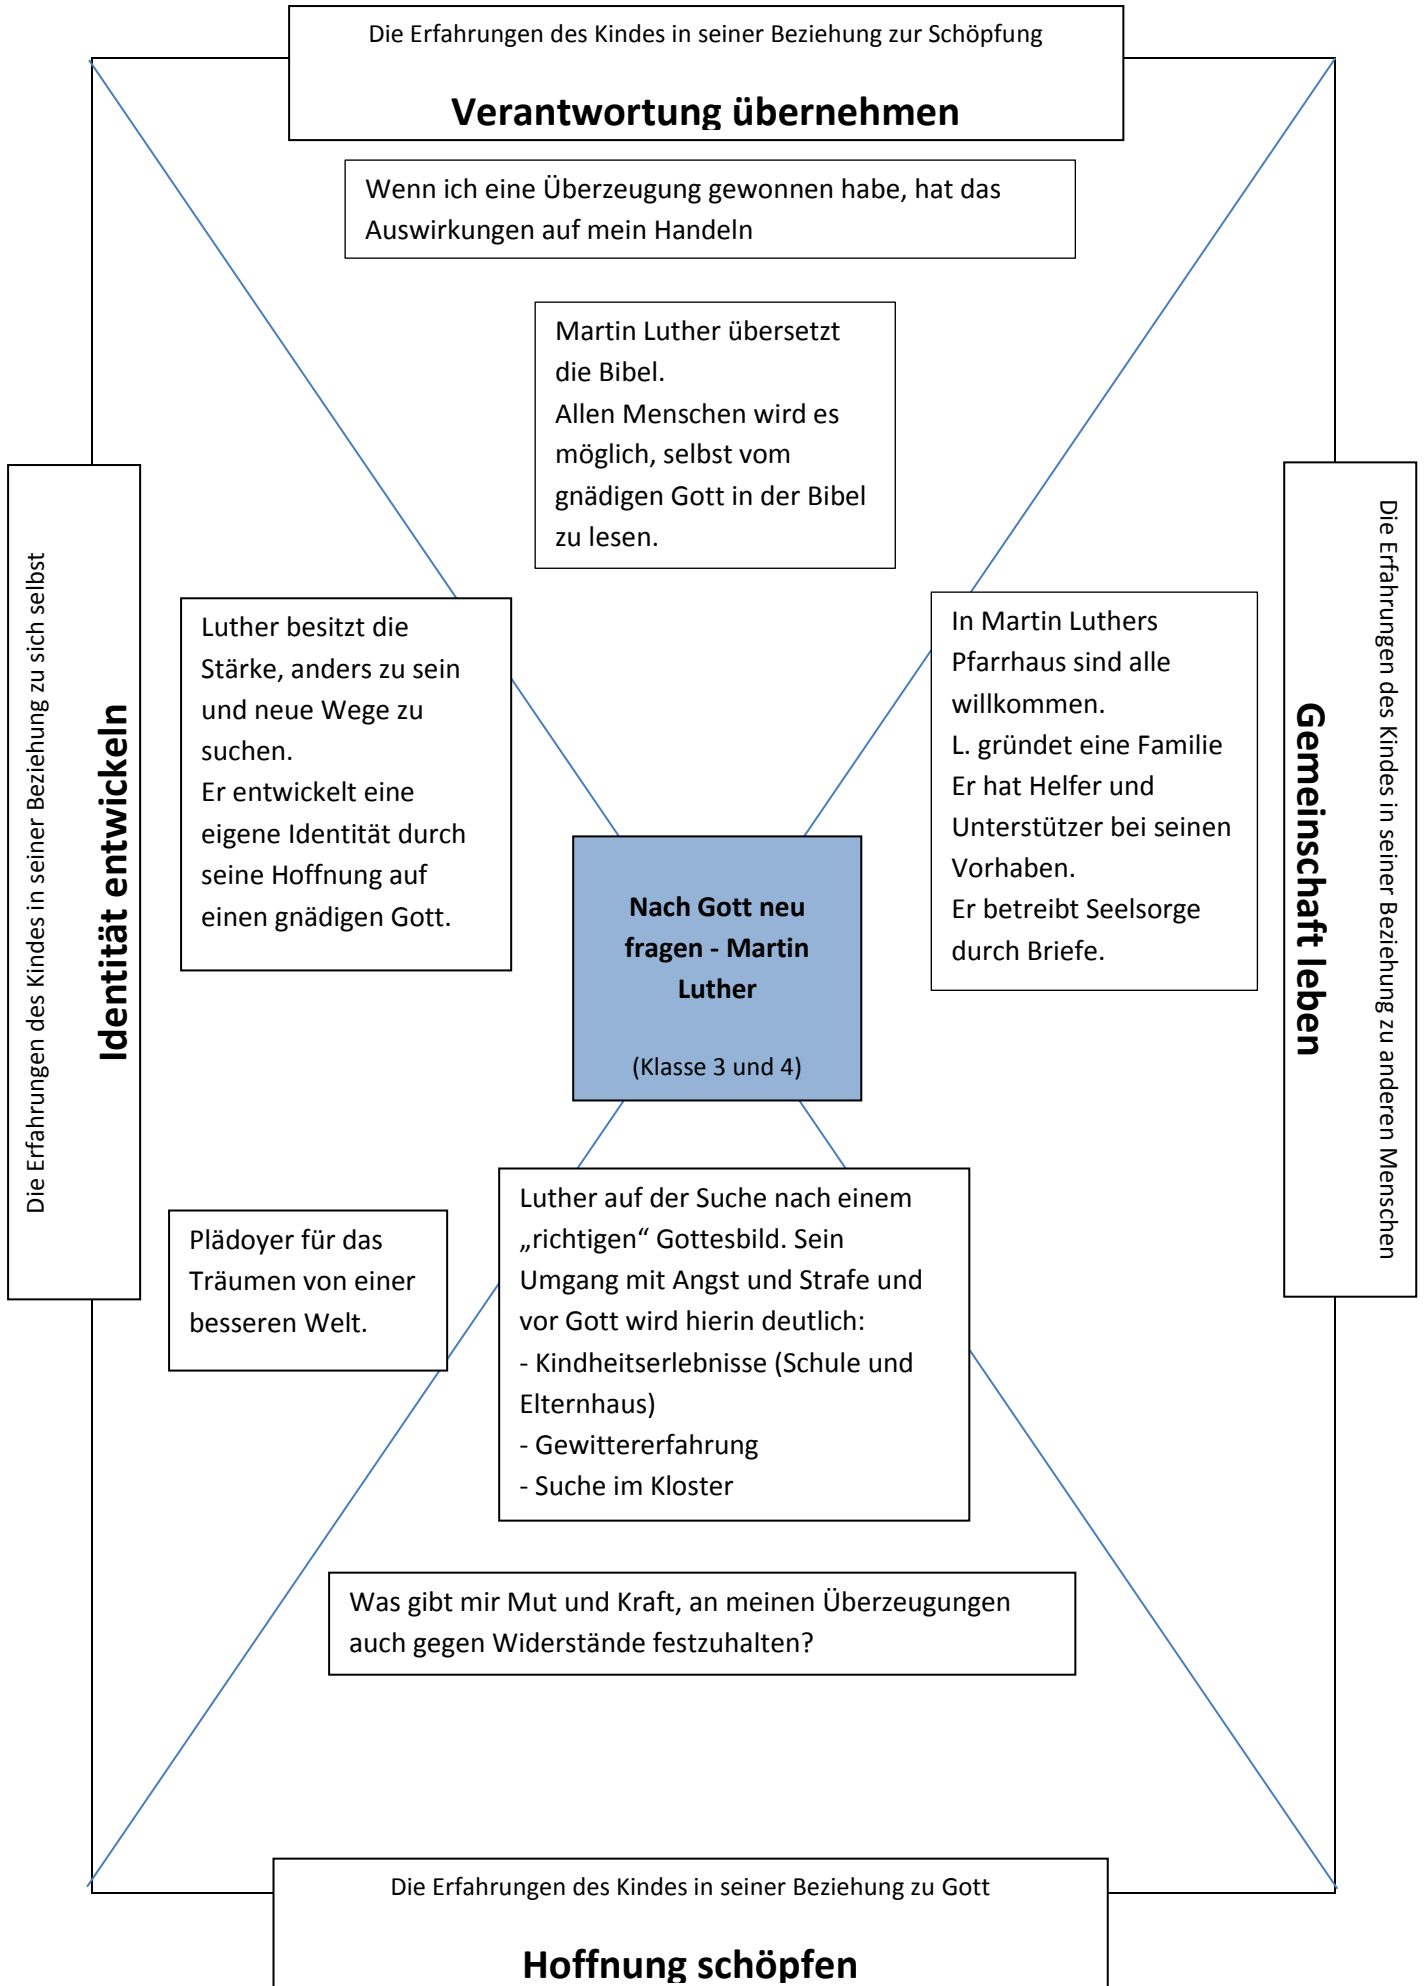 Die Erfahrungen des Kindes in seiner Beziehung zur Schöpfung
Verantwortung übernehmen
Wenn ich eine Überzeugung gewonnen habe, hat das
Auswirkungen auf mein Handeln
Martin Luther übersetzt
die Bibel.
Allen Menschen wird es
möglich, selbst vom
gnädigen Gott in der Bibel
zu lesen.
Die Erfahrungen des Kindes in seiner Beziehung zu sich selbst
Identität entwickeln
Luther besitzt die
Stärke, anders zu sein
und neue Wege zu
suchen.
Er entwickelt eine
eigene Identität durch
seine Hoffnung auf
einen gnädigen Gott.
In Martin Luthers
Pfarrhaus sind alle
willkommen.
L. gründet eine Familie
Er hat Helfer und
Unterstützer bei seinen
Vorhaben.
Er betreibt Seelsorge
durch Briefe.
Die Erfahrungen des Kindes in seiner Beziehung zu anderen Menschen
Gemeinschaft leben
Nach Gott neu
fragen - Martin
Luther
(Klasse 3 und 4)
Plädoyer für das
Träumen von einer
besseren Welt.
Luther auf der Suche nach einem
„richtigen“ Gottesbild. Sein
Umgang mit Angst und Strafe und
vor Gott wird hierin deutlich:
- Kindheitserlebnisse (Schule und
Elternhaus)
- Gewittererfahrung
- Suche im Kloster
Was gibt mir Mut und Kraft, an meinen Überzeugungen
auch gegen Widerstände festzuhalten?
Die Erfahrungen des Kindes in seiner Beziehung zu Gott
Hoffnung schöpfen